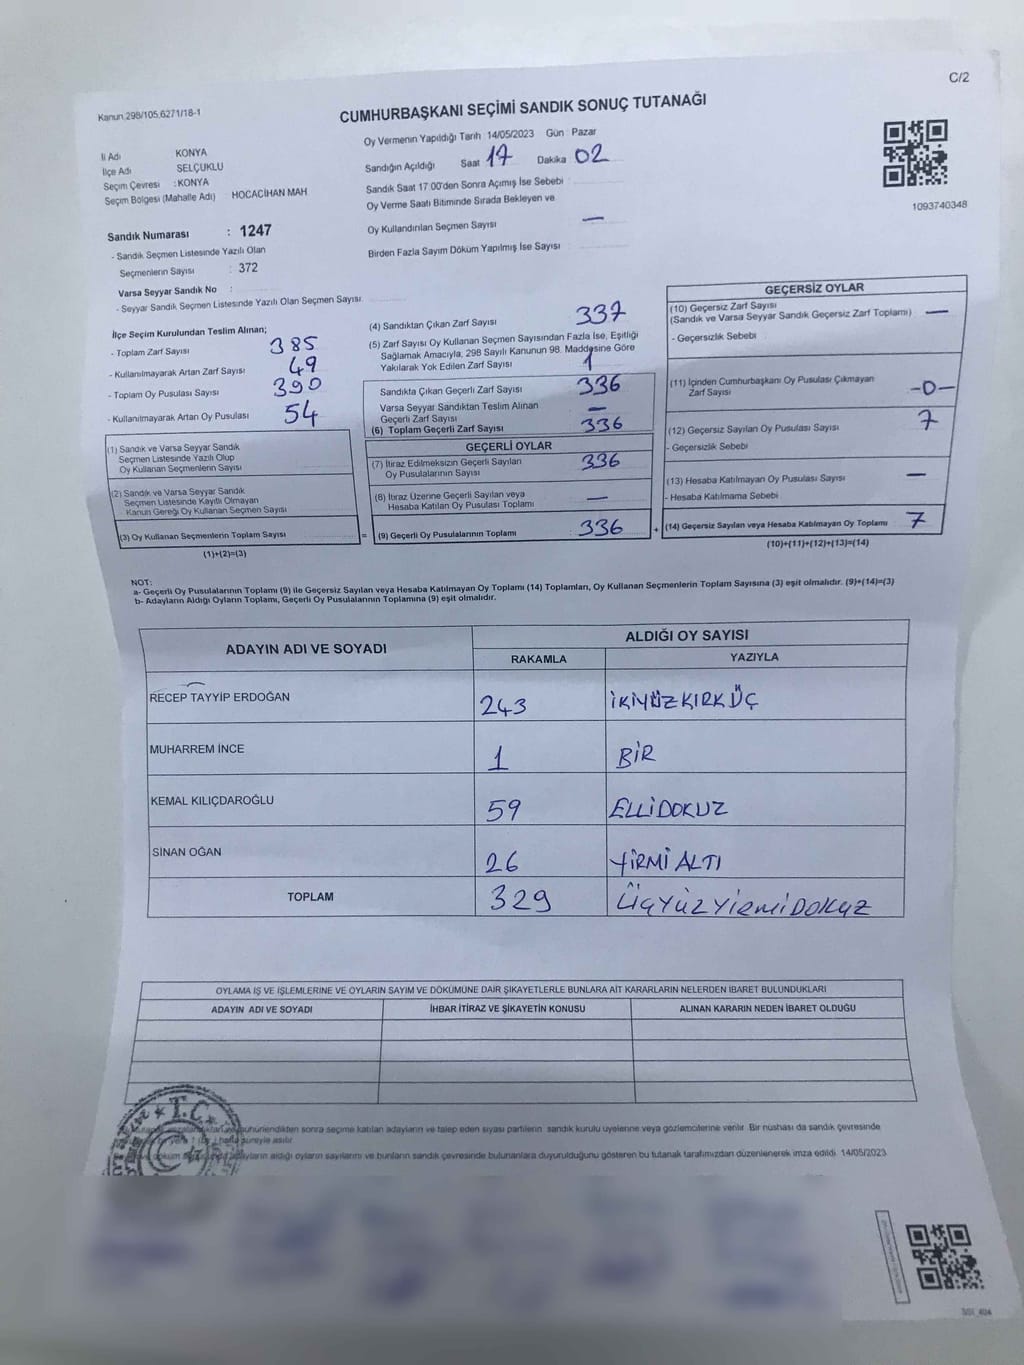 C/2
Kanun.298/105,6271/18-1
CUMHURBAŞKANI SEÇİMİ SANDIK SONUÇ TUTANAĞI
Oy Vermenin Yapıldığı Tarih 14/05/2023 Gün : Pazar
İl Adı KONYA
İlçe Adı SELÇUKLU
Seçim Çevresi : KONYA
Seçim Bölgesi (Mahalle Adı) HOCACİHAN MAH
Sandığın Açıldığı Saat 17 Dakika 02
Sandık Saat 17:00'den Sonra Açımış İse Sebebi
Oy Verme Saati Bitiminde Sırada Bekleyen ve
Oy Kullandırılan Seçmen Sayısı : —
Birden Fazla Sayım Döküm Yapılmış İse Sayısı :
1093740348
Sandık Numarası : 1247
- Sandık Seçmen Listesinde Yazılı Olan
Seçmenlerin Sayısı : 372
Varsa Seyyar Sandık No :
- Seyyar Sandık Seçmen Listesinde Yazılı Olan Seçmen Sayısı:
İlçe Seçim Kurulundan Teslim Alınan;
- Toplam Zarf Sayısı : 385
- Kullanılmayarak Artan Zarf Sayısı : 49
- Toplam Oy Pusulası Sayısı : 390
- Kullanılmayarak Artan Oy Pusulası : 54
(1) Sandık ve Varsa Seyyar Sandık
Seçmen Listesinde Yazılı Olup
Oy Kullanan Seçmenlerin Sayısı
(2) Sandık ve Varsa Seyyar Sandık
Seçmen Listesinde Kayıtlı Olmayan
Kanun Gereği Oy Kullanan Seçmen Sayısı
(3) Oy Kullanan Seçmenlerin Toplam Sayısı
(1)+(2)=(3)
(4) Sandıktan Çıkan Zarf Sayısı : 337
(5) Zarf Sayısı Oy Kullanan Seçmen Sayısından Fazla İse, Eşitliği
Sağlamak Amacıyla, 298 Sayılı Kanunun 98. Maddesine Göre
Yakılarak Yok Edilen Zarf Sayısı : 1
Sandıkta Çıkan Geçerli Zarf Sayısı : 336
Varsa Seyyar Sandıktan Teslim Alınan
Geçerli Zarf Sayısı : —
(6) Toplam Geçerli Zarf Sayısı : 336
GEÇERLİ OYLAR
(7) İtiraz Edilmeksizin Geçerli Sayılan
Oy Pusulalarının Sayısı : 336
(8) İtiraz Üzerine Geçerli Sayılan veya
Hesaba Katılan Oy Pusulası Toplamı : —
= (9) Geçerli Oy Pusulalarının Toplamı : 336 +
GEÇERSİZ OYLAR
(10) Geçersiz Zarf Sayısı
(Sandık ve Varsa Seyyar Sandık Geçersiz Zarf Toplamı) : —
- Geçersizlik Sebebi :
(11) İçinden Cumhurbaşkanı Oy Pusulası Çıkmayan
Zarf Sayısı : -0-
(12) Geçersiz Sayılan Oy Pusulası Sayısı : 7
- Geçersizlik Sebebi :
(13) Hesaba Katılmayan Oy Pusulası Sayısı : —
- Hesaba Katılmama Sebebi :
(14) Geçersiz Sayılan veya Hesaba Katılmayan Oy Toplamı : 7
(10)+(11)+(12)+(13)=(14)
NOT:
a- Geçerli Oy Pusulalarının Toplamı (9) ile Geçersiz Sayılan veya Hesaba Katılmayan Oy Toplamı (14) Toplamları, Oy Kullanan Seçmenlerin Toplam Sayısına (3) eşit olmalıdır. (9)+(14)=(3)
b- Adayların Aldığı Oyların Toplamı, Geçerli Oy Pusulalarının Toplamına (9) eşit olmalıdır.
ADAYIN ADI VE SOYADI ALDIĞI OY SAYISI
RAKAMLA YAZIYLA
RECEP TAYYİP ERDOĞAN 243 İKİYÜZKIRKÜÇ
MUHARREM İNCE 1 BİR
KEMAL KILIÇDAROĞLU 59 ELLİDOKUZ
SİNAN OĞAN 26 YİRMİ ALTI
TOPLAM 329 ÜÇYÜZYİRMİDOKUZ
OYLAMA İŞ VE İŞLEMLERİNE VE OYLARIN SAYIM VE DÖKÜMÜNE DAİR ŞİKAYETLERLE BUNLARA AİT KARARLARIN NELERDEN İBARET BULUNDUKLARI
ADAYIN ADI VE SOYADI İHBAR İTİRAZ VE ŞİKAYETİN KONUSU ALINAN KARARIN NEDEN İBARET OLDUĞU
T.C.
mühürlendikten sonra seçime katılan adayların ve talep eden siyasi partilerin sandık kurulu üyelerine veya gözlemcilerine verilir. Bir nüshası da sandık çevresinde
hafta süreyle asılır.
döküm adayların aldığı oyların sayılarını ve bunların sandık çevresinde bulunanlara duyurulduğunu gösteren bu tutanak tarafımızdan düzenlenerek imza edildi. 14/05/2023